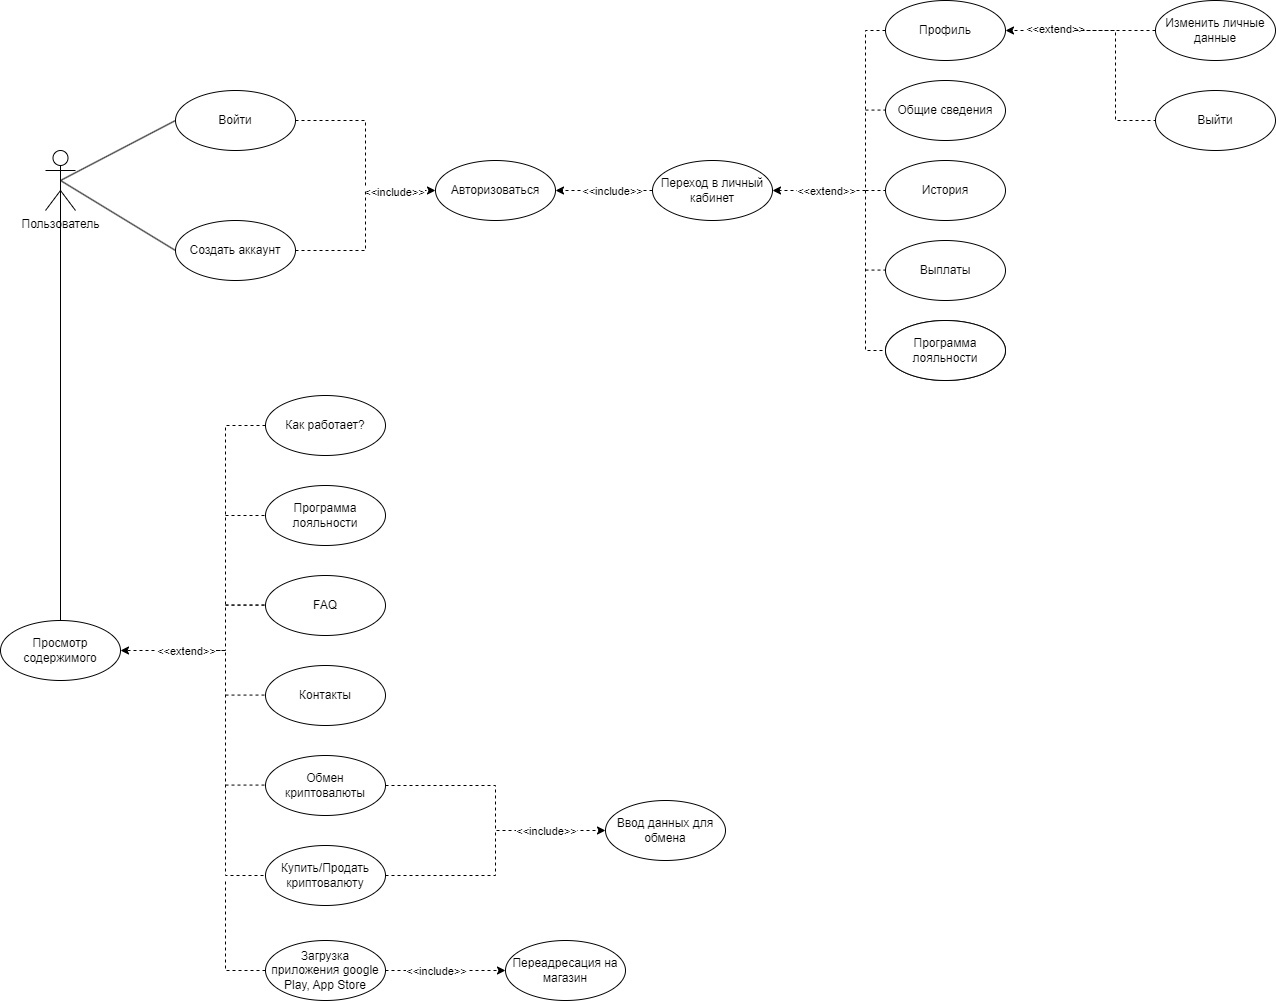 Профиль
<<extend>>
Изменить личные
данные
Общие сведения
Выйти
Войти
Пользователь
Создать аккаунт
<<include>>
Авторизоваться
<<include>>
Переход в личный
кабинет
<<extend>>
История
Выплаты
Программа
лояльности
Как работает?
Программа
лояльности
FAQ
Просмотр
содержимого
<<extend>>
Контакты
Обмен
криптовалюты
<<include>>
Ввод данных для
обмена
Купить/Продать
криптовалюту
Загрузка
приложения google
Play, App Store
<<include>>
Переадресация на
магазин